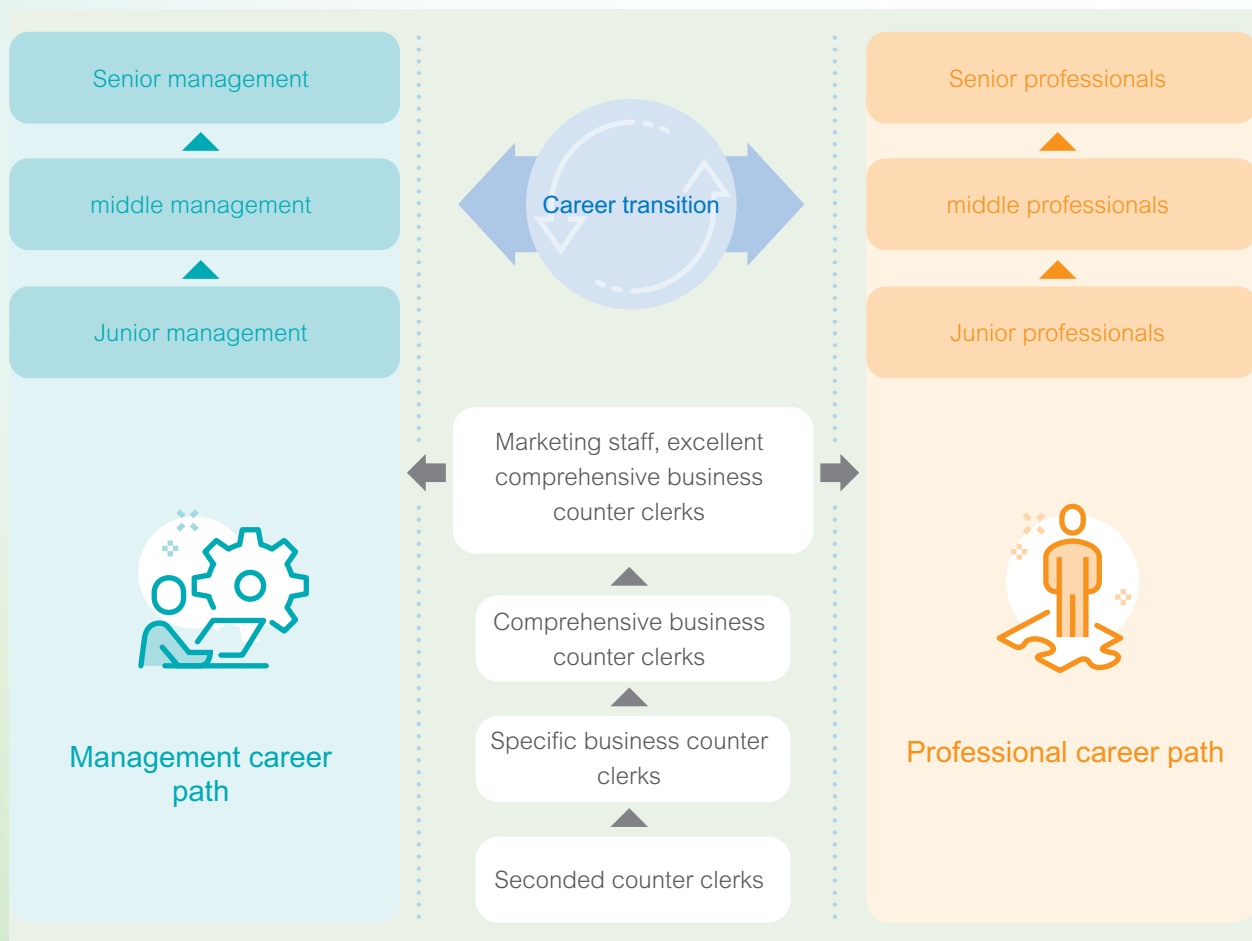 Senior management
middle management
Junior management
Management career
path
Career transition
Marketing staff, excellent
comprehensive business
counter clerks
Comprehensive business
counter clerks
Specific business counter
clerks
Seconded counter clerks
Senior professionals
middle professionals
Junior professionals
Professional career path